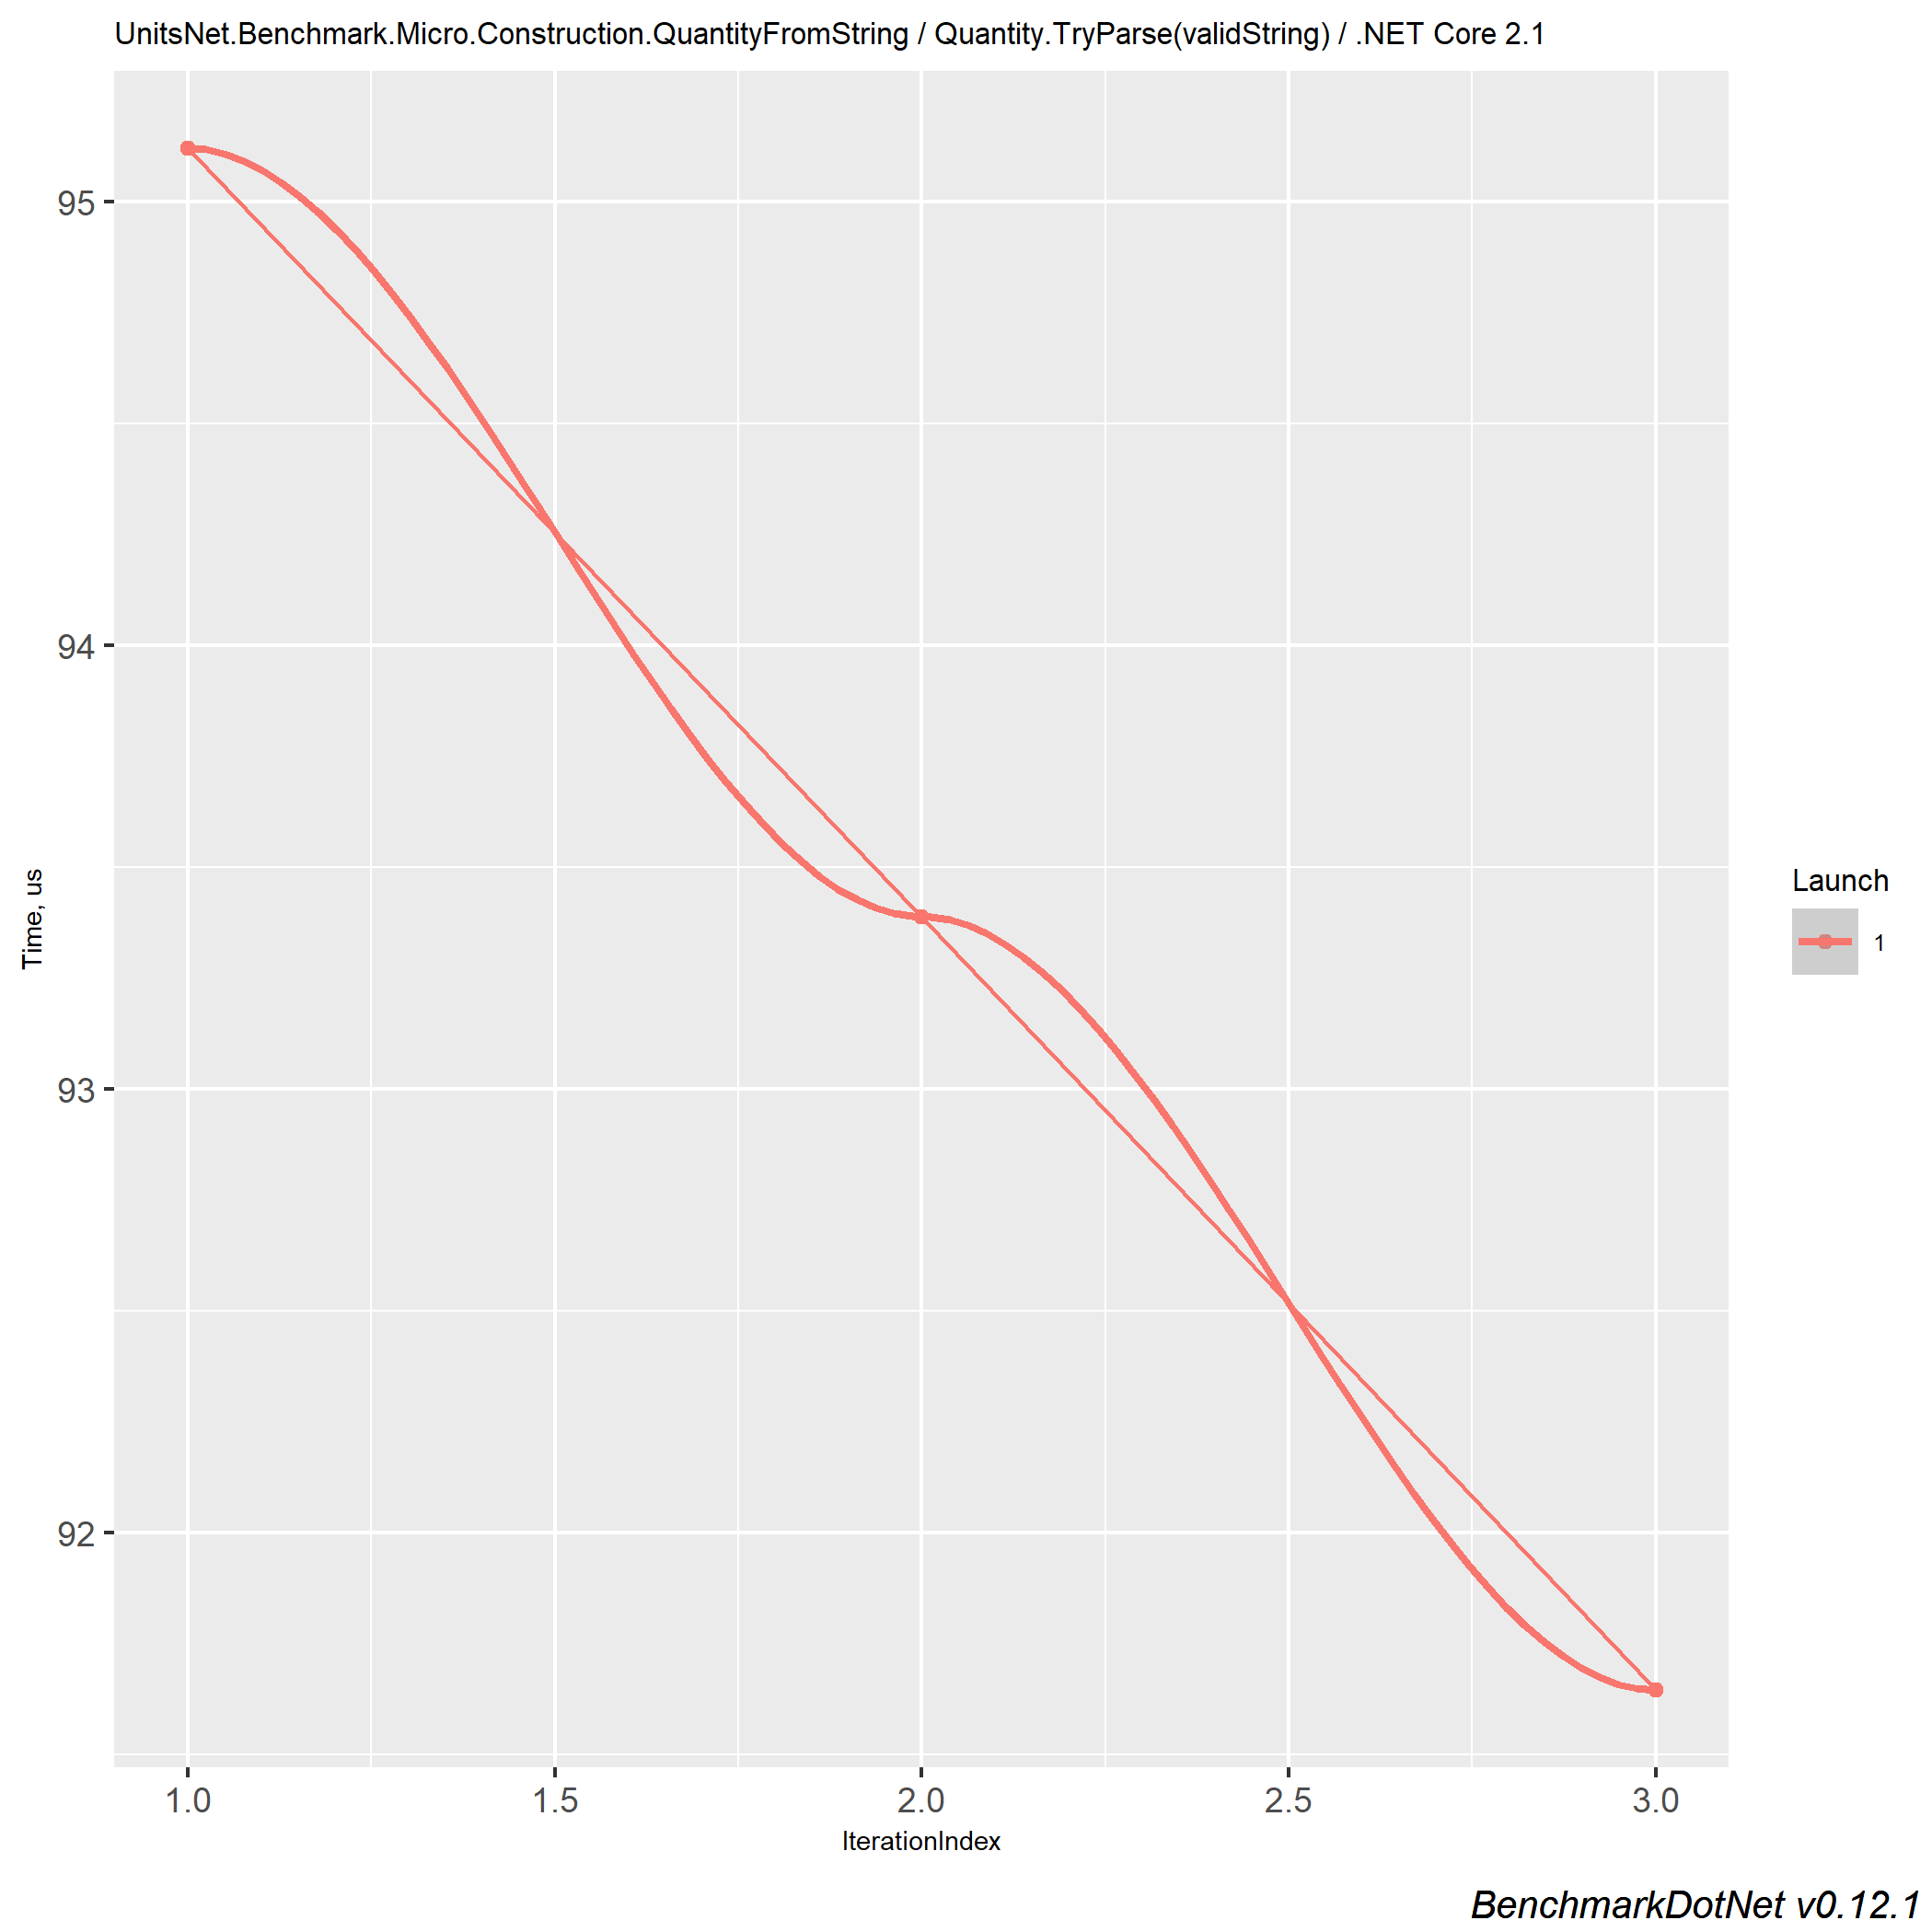 UnitsNet.Benchmark.Micro.Construction.QuantityFromString / Quantity.TryParse(validString) / .NET Core 2.1
95
94
93
92
Time, us
1.0 1.5 2.0 2.5 3.0
IterationIndex
Launch
1
BenchmarkDotNet v0.12.1